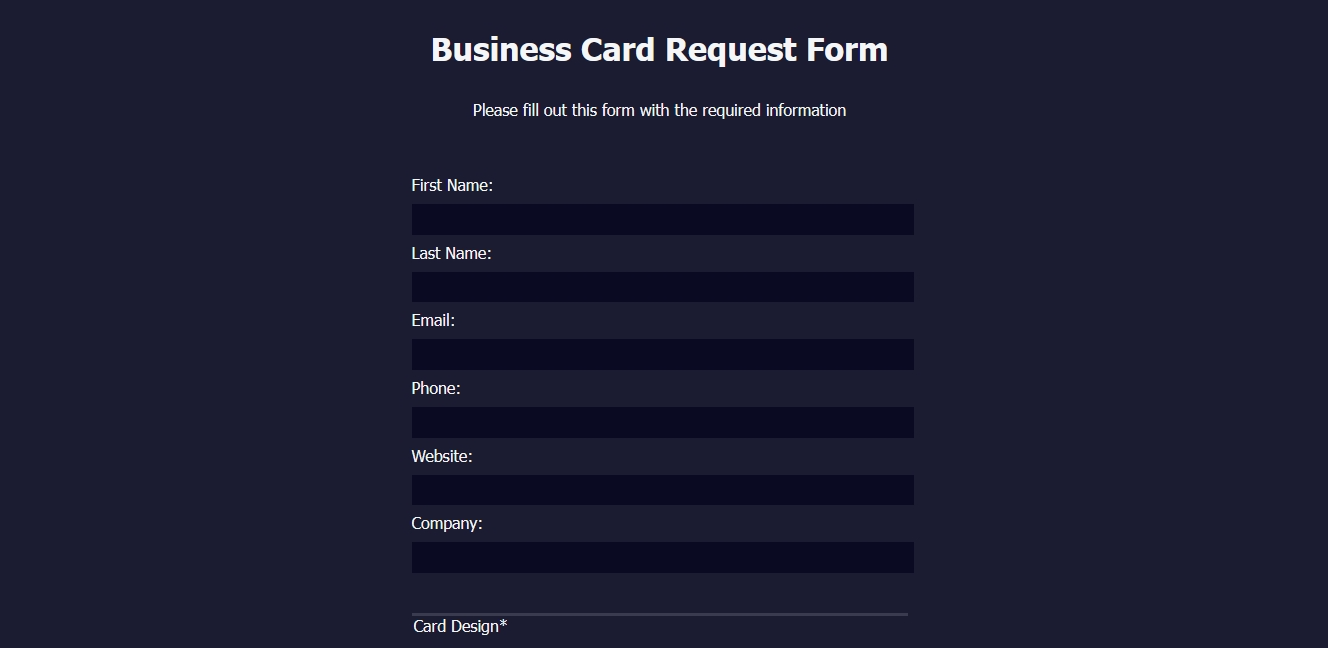 Business Card Request Form
Please fill out this form with the required information
First Name:
Last Name:
Email:
Phone:
Website:
Company:
Card Design*